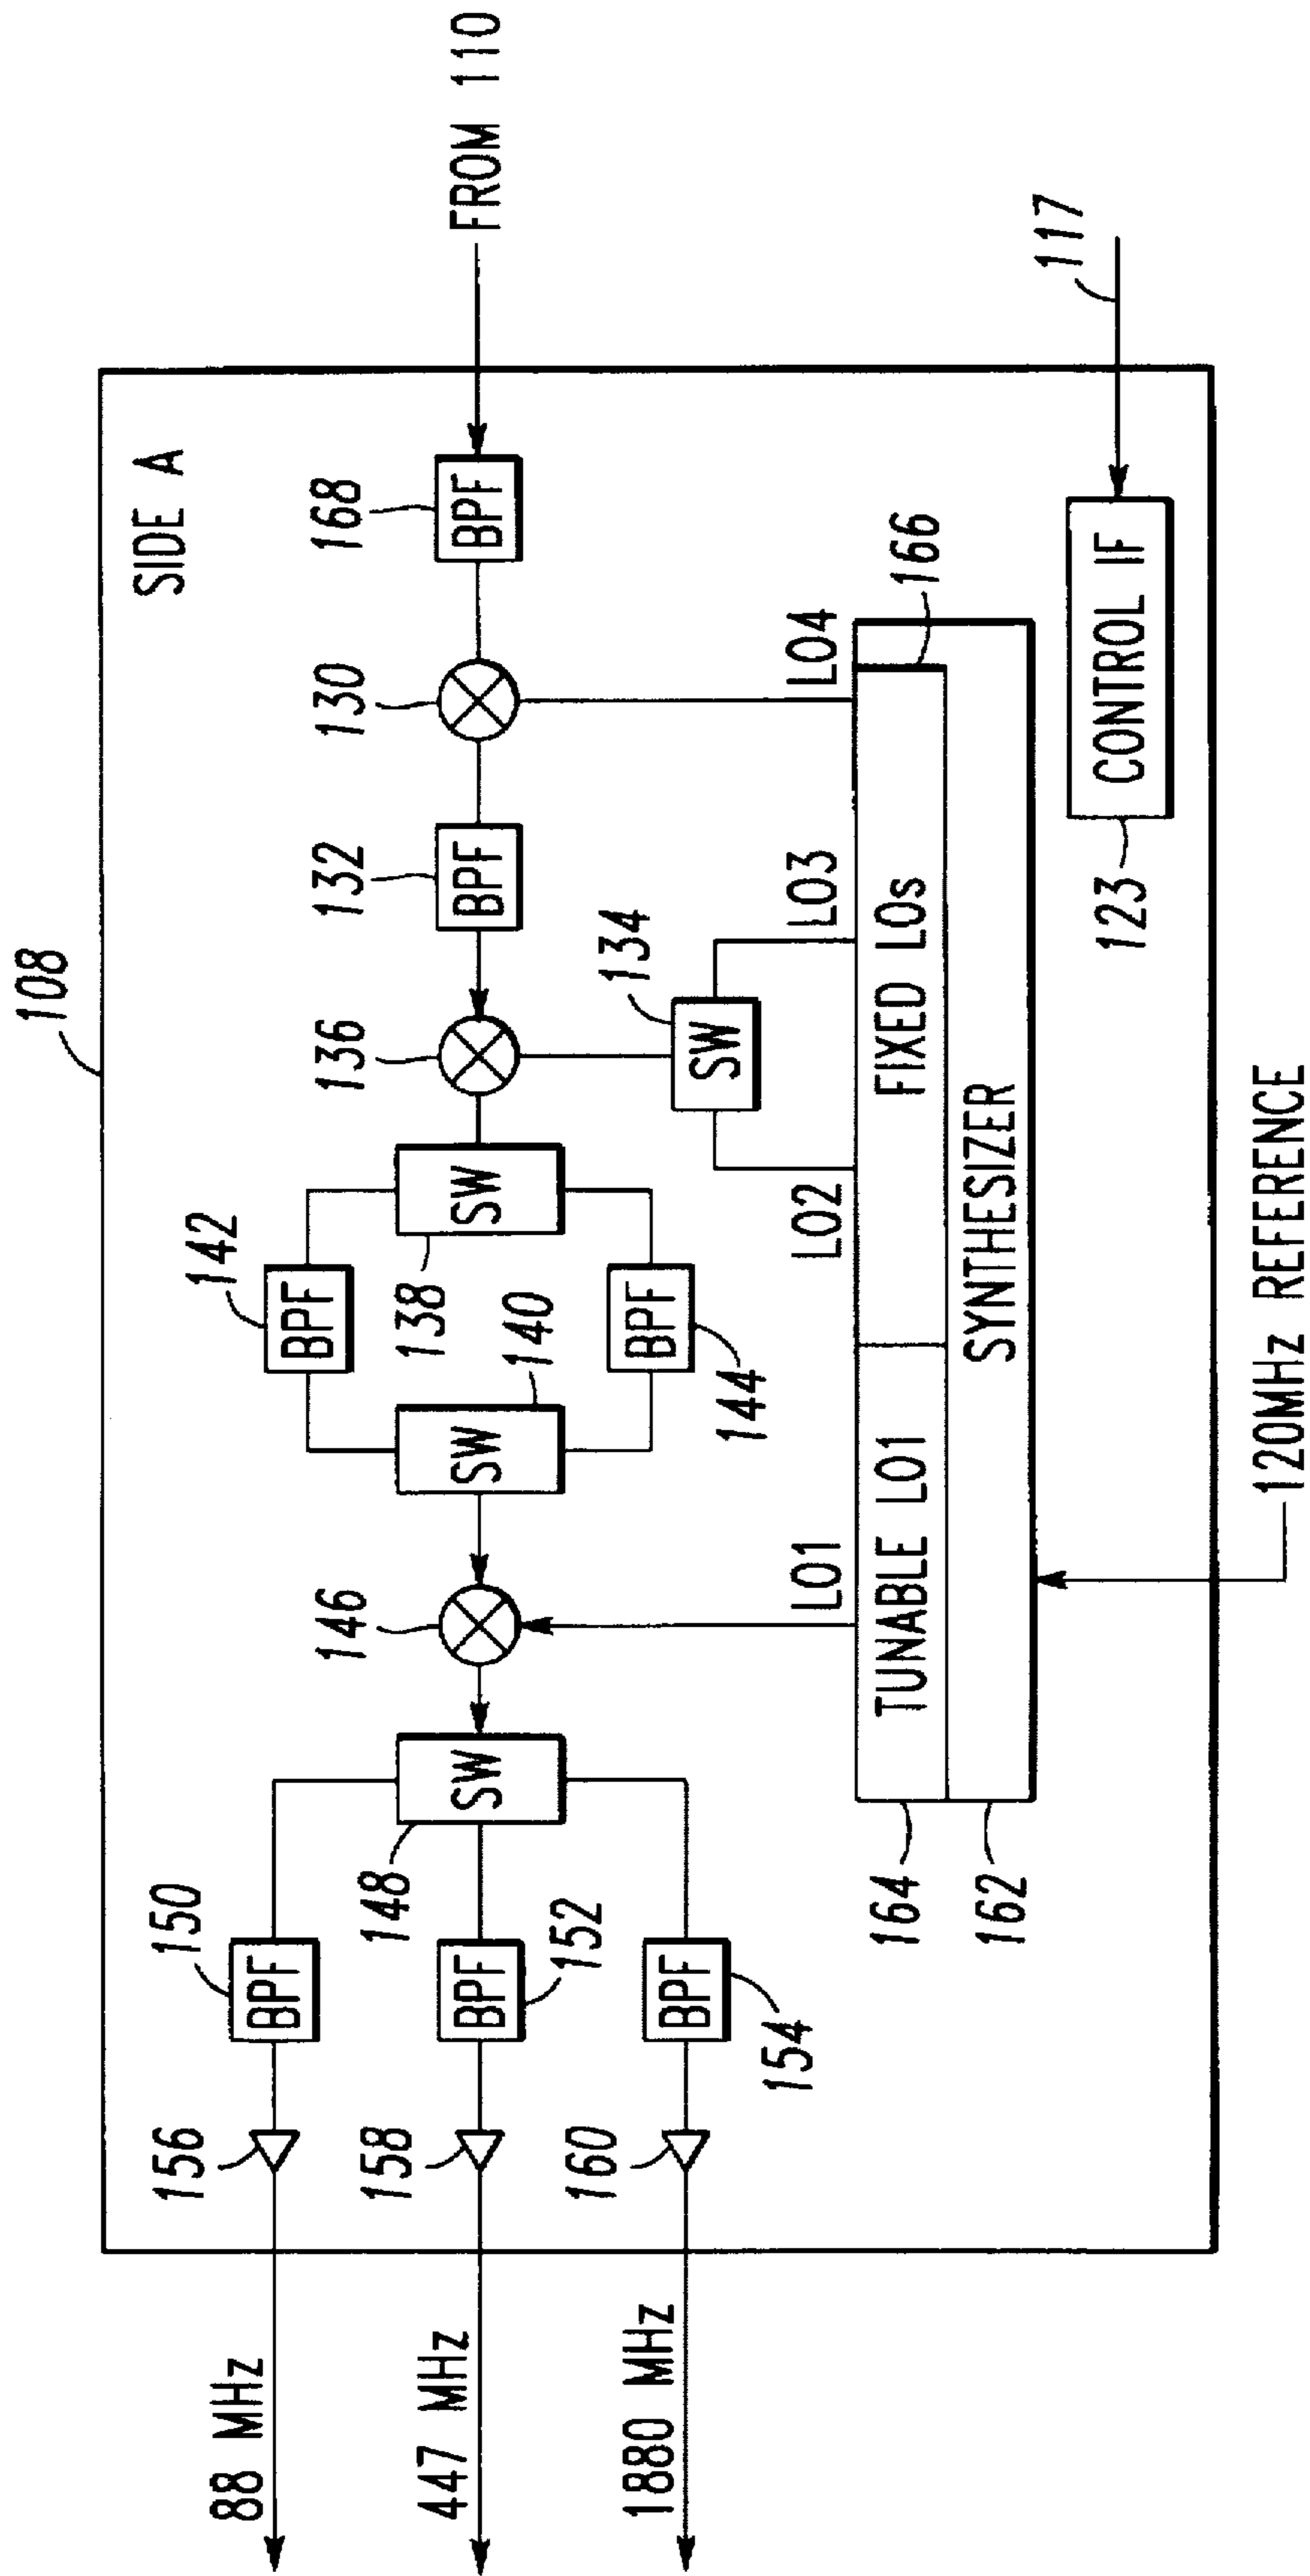 108
SIDE A
150
156
BPF
88 MHz
142
BPF
148
SW
146
140
SW
138
SW
136
132
BPF
130
168
BPF
FROM 110
158
BPF
152
447 MHz
160
BPF
154
1880 MHz
BPF
144
SW
134
LO1
LO2
LO3
LO4
164
TUNABLE LO1
FIXED LOs
166
162
SYNTHESIZER
120MHz REFERENCE
123
CONTROL IF
117